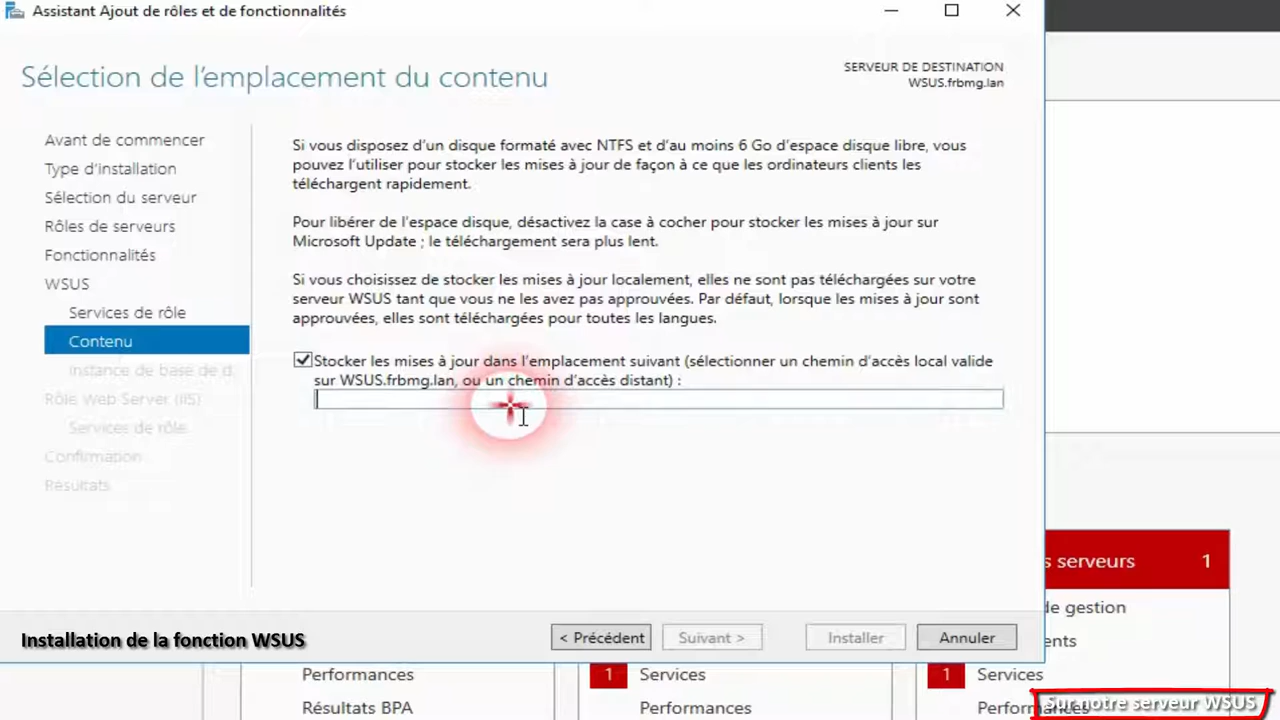 Assistant Ajout de rôles et de fonctionnalités
Sélection de l'emplacement du contenu
SERVEUR DE DESTINATION
WSUS.frbmg.lan
Avant de commencer
Type d'installation
Sélection du serveur
Rôles de serveurs
Fonctionnalités
WSUS
Services de rôle
Contenu
Instance de base de d
Rôle Web Server (IIS)
Services de rôle
Confirmation
Résultats
Si vous disposez d'un disque formaté avec NTFS et d'au moins 6 Go d'espace disque libre, vous
pouvez l'utiliser pour stocker les mises à jour de façon à ce que les ordinateurs clients les
téléchargent rapidement.
Pour libérer de l'espace disque, désactivez la case à cocher pour stocker les mises à jour sur
Microsoft Update ; le téléchargement sera plus lent.
Si vous choisissez de stocker les mises à jour localement, elles ne sont pas téléchargées sur votre
serveur WSUS tant que vous ne les avez pas approuvées. Par défaut, lorsque les mises à jour sont
approuvées, elles sont téléchargées pour toutes les langues.
Stocker les mises à jour dans l'emplacement suivant (sélectionner un chemin d'accès local valide
sur WSUS.frbmg.lan, ou un chemin d'accès distant) :
Installation de la fonction WSUS
< Précédent
Suivant >
Installer
Annuler
s serveurs 1
de gestion
ents
Performances
Résultats BPA
1 Services
Performances
1 Services
Performances
Sur notre serveur WSUS